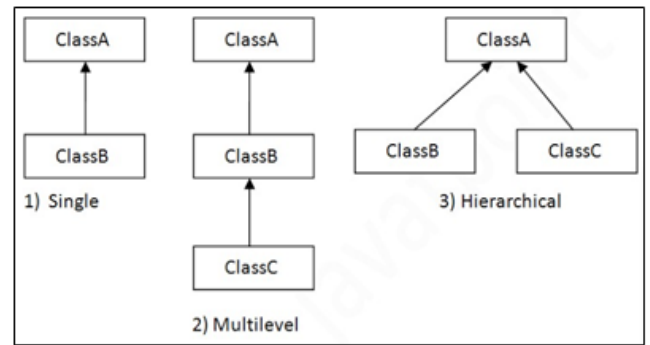 ClassA
ClassB
1) Single
ClassA
ClassB
ClassC
2) Multilevel
ClassA
ClassB
ClassC
3) Hierarchical